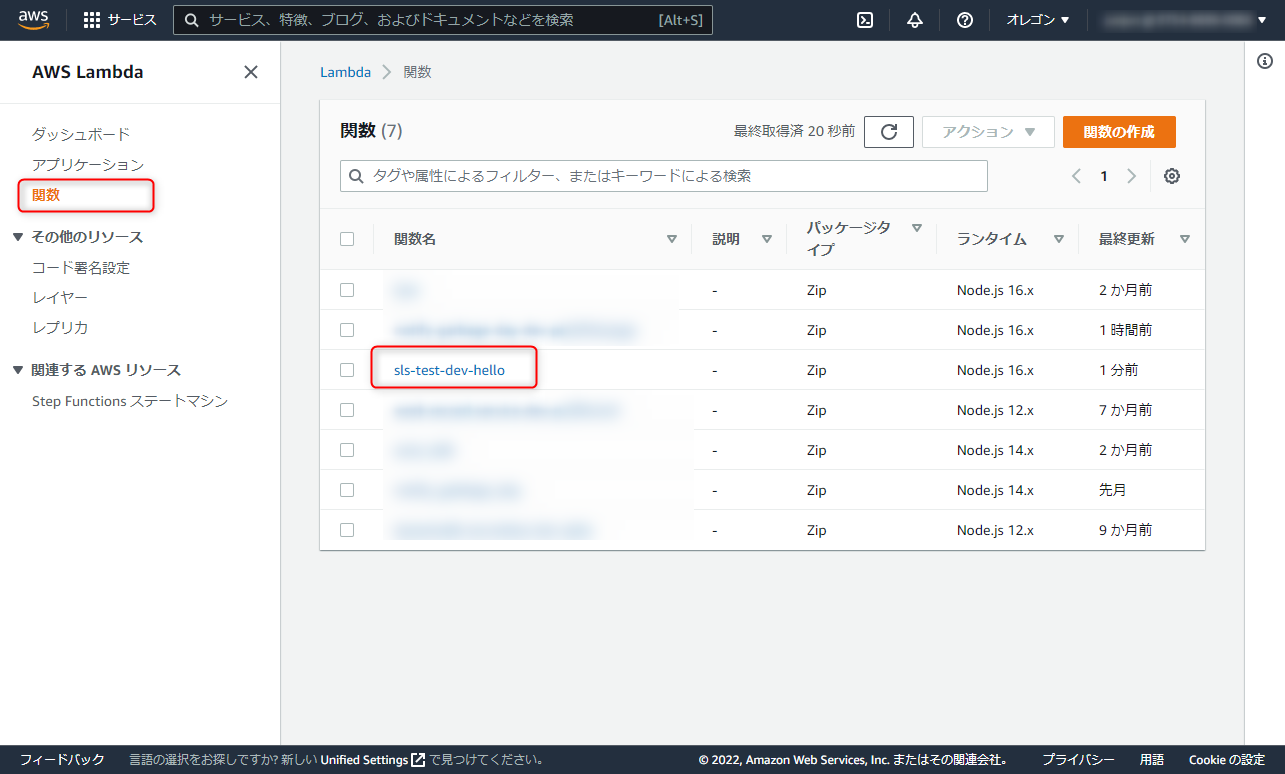 aws サービス サービス、特徴、ブログ、およびドキュメントなどを検索 [Alt+S] オレゴン ▼
AWS Lambda
ダッシュボード
アプリケーション
関数
▼ その他のリソース
コード署名設定
レイヤー
レプリカ
▼ 関連する AWS リソース
Step Functions ステートマシン
Lambda > 関数
関数 (7) 最終取得済 20 秒前 アクション ▼ 関数の作成
タグや属性によるフィルター、またはキーワードによる検索 < 1 >
関数名 説明 パッケージタイプ ランタイム 最終更新
- Zip Node.js 16.x 2 か月前
- Zip Node.js 16.x 1 時間前
sls-test-dev-hello - Zip Node.js 16.x 1 分前
- Zip Node.js 12.x 7 か月前
- Zip Node.js 14.x 2 か月前
- Zip Node.js 14.x 先月
- Zip Node.js 12.x 9 か月前
フィードバック 言語の選択をお探しですか? 新しい Unified Settings で見つけてください。 © 2022, Amazon Web Services, Inc. またはその関連会社。 プライバシー 用語 Cookie の設定